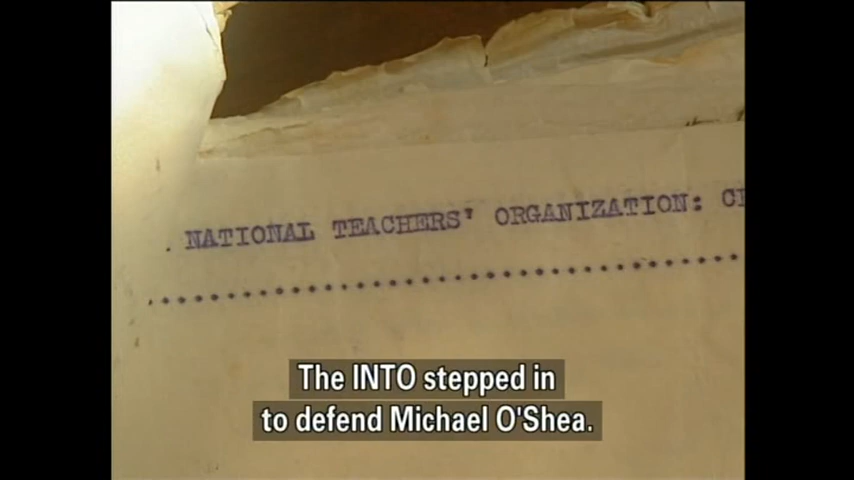 . NATIONAL TEACHERS' ORGANIZATION:
The INTO stepped in
to defend Michael O'Shea.